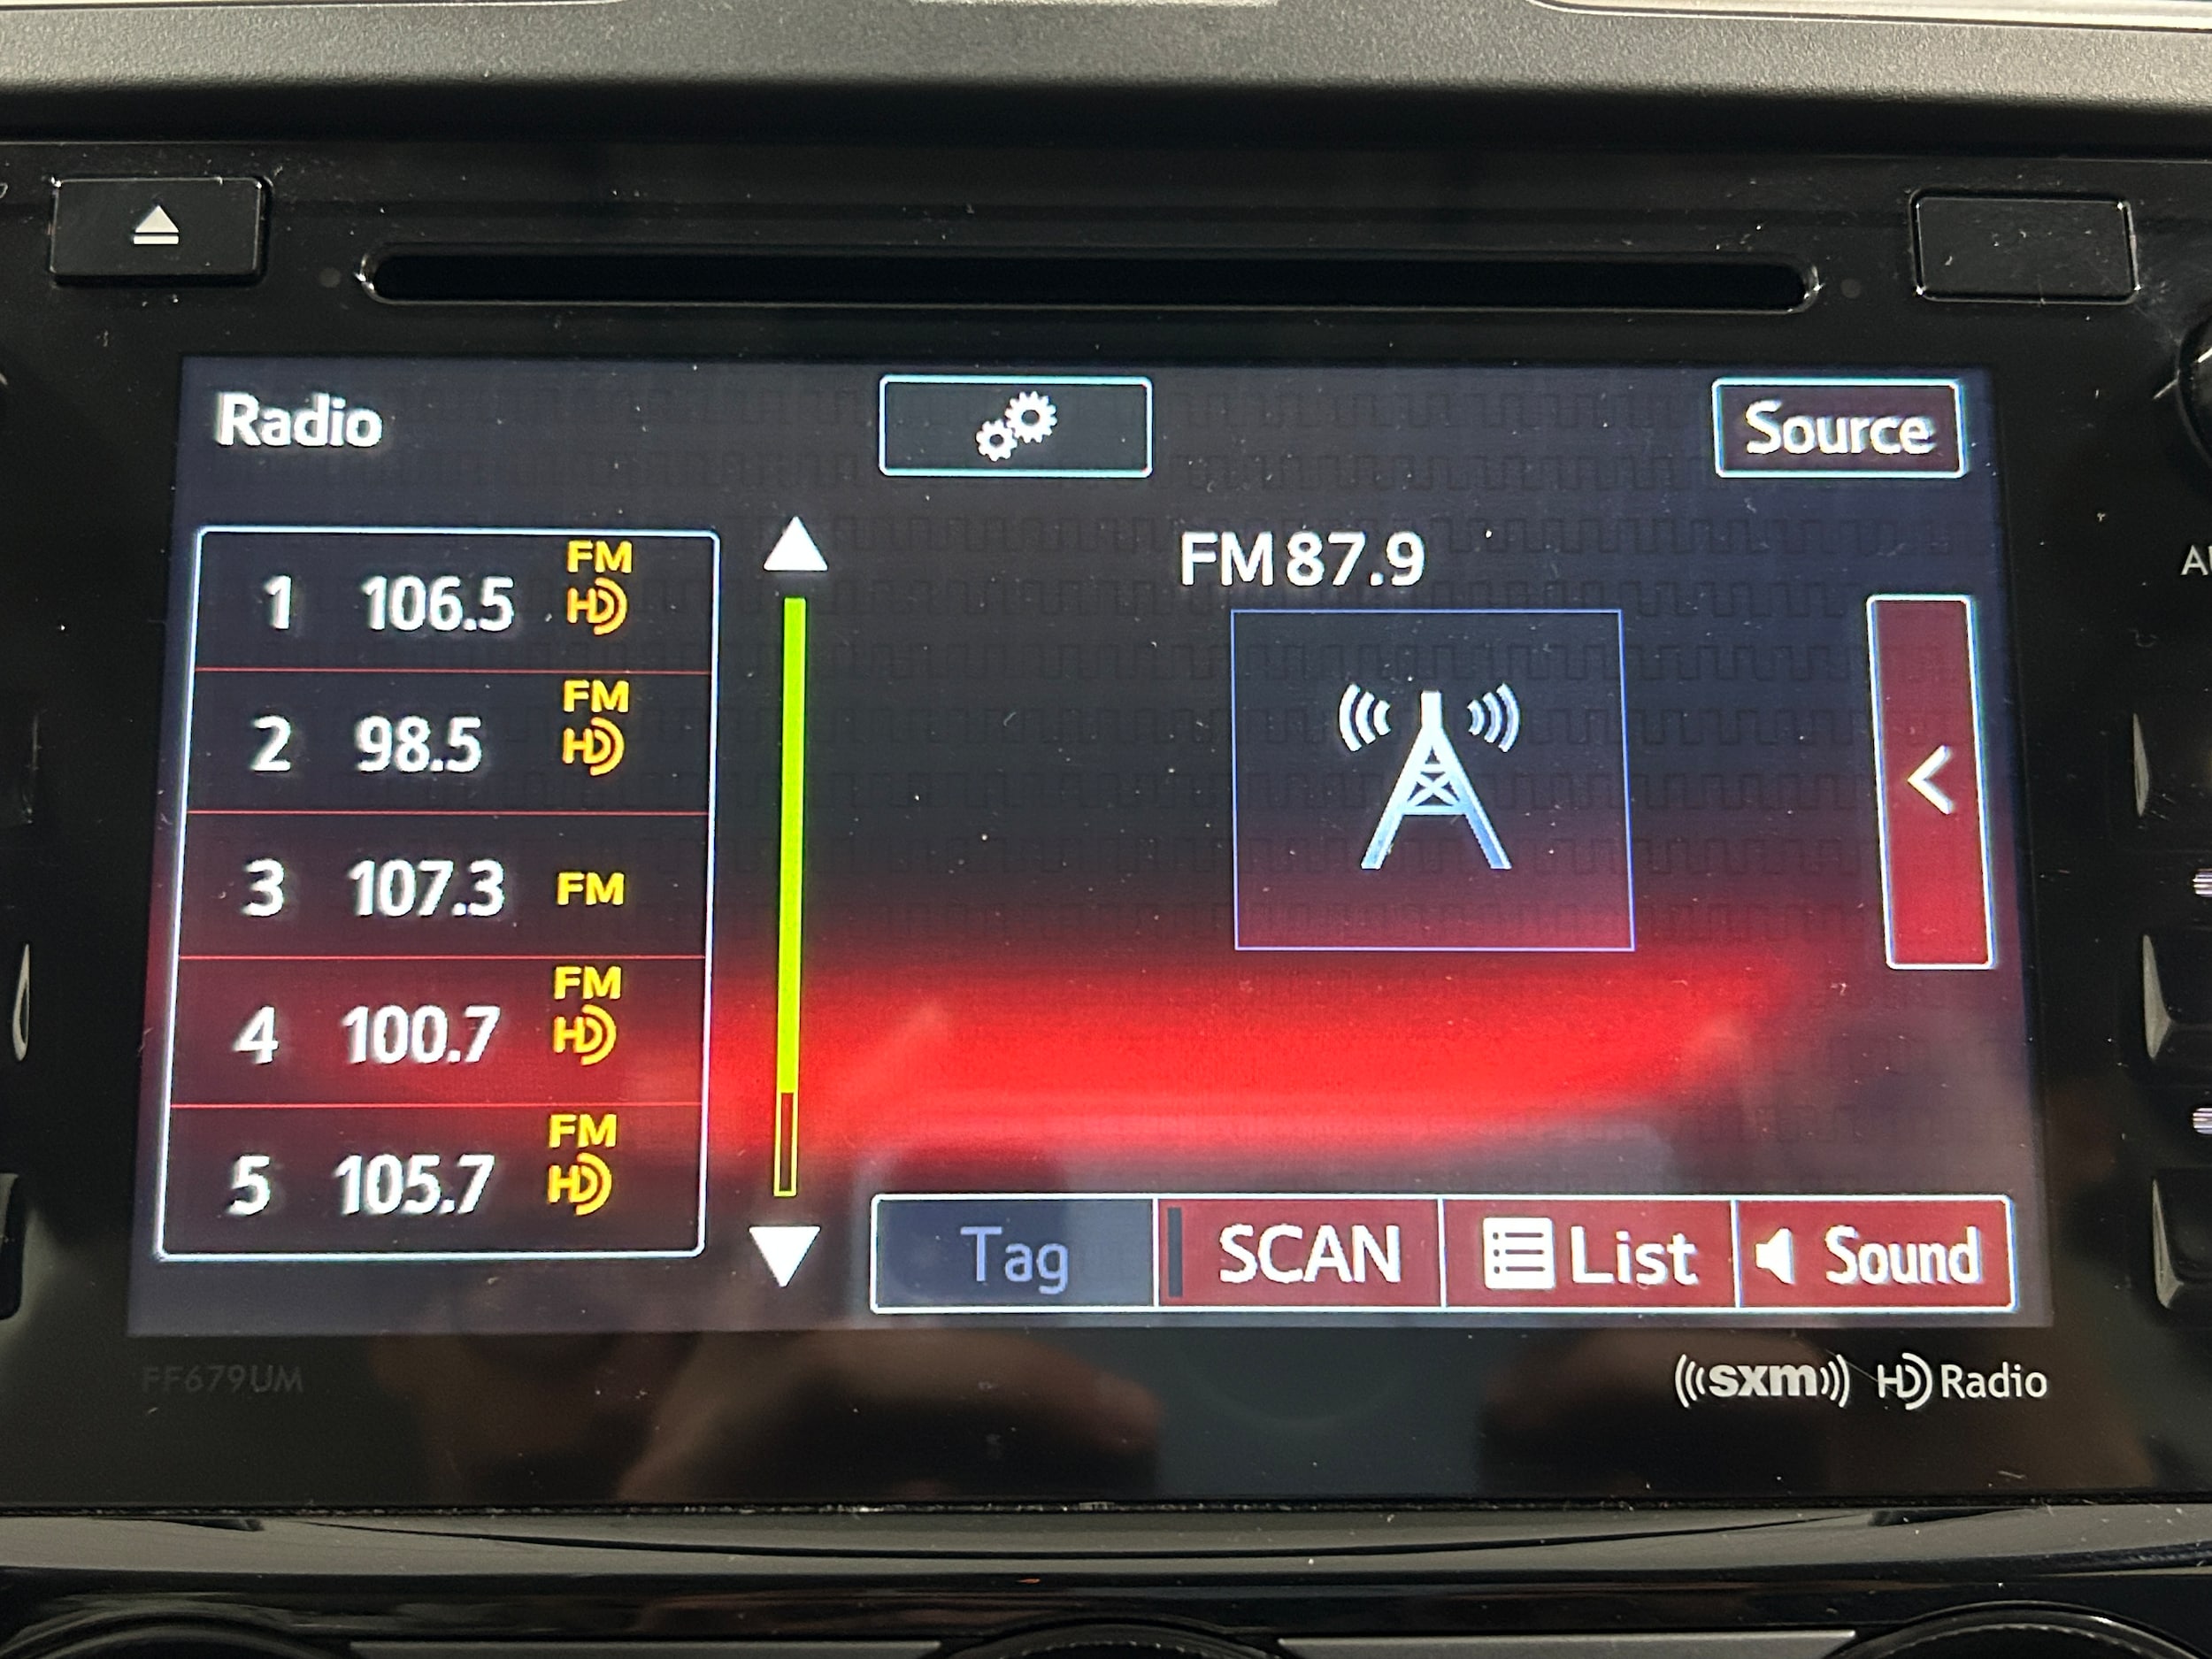 Radio
Source
FM 87.9
1 106.5 FM HD
2 98.5 FM HD
3 107.3 FM
4 100.7 FM HD
5 105.7 FM HD
Tag
SCAN
List
Sound
FF679UM
((sxm)) HD Radio